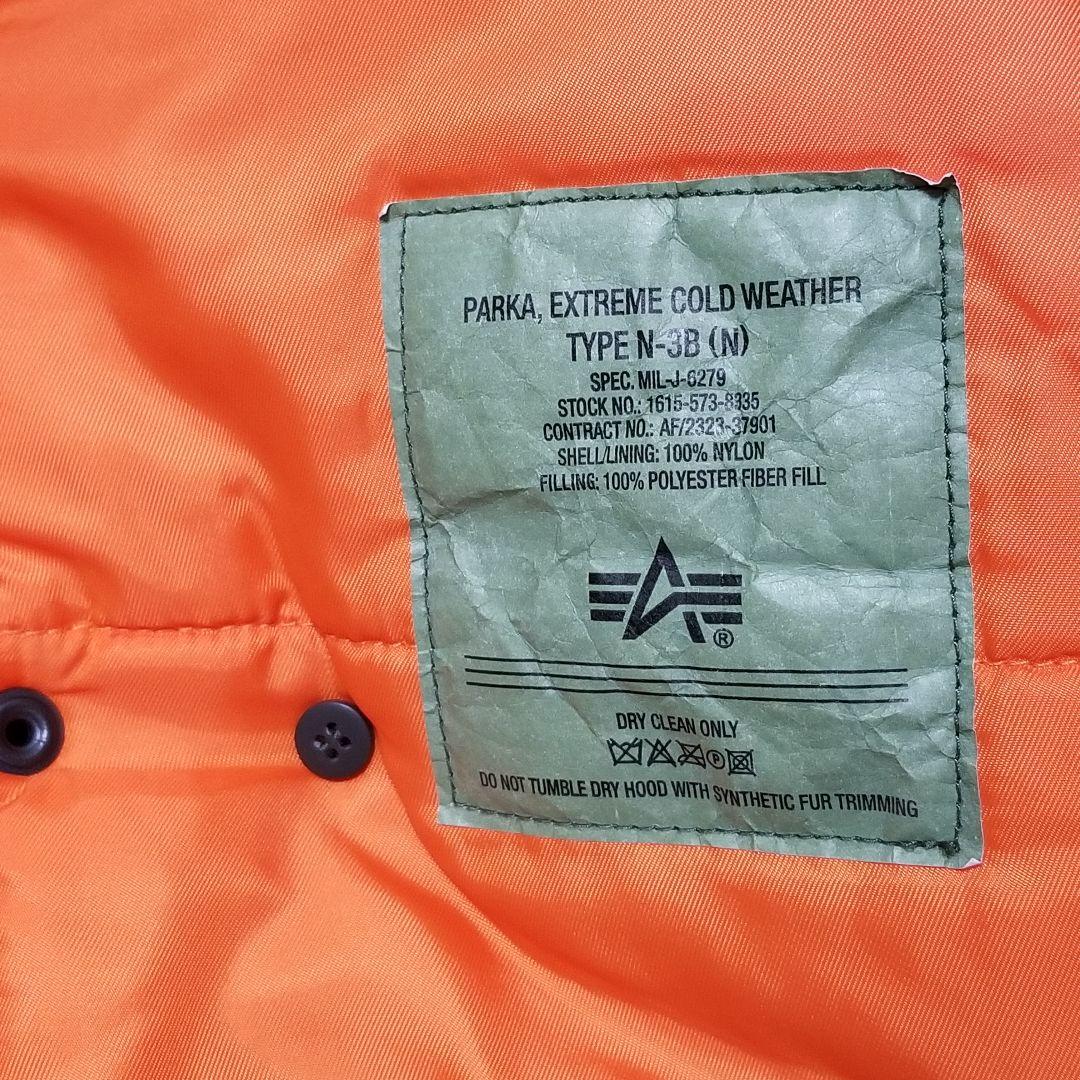 PARKA, EXTREME COLD WEATHER
TYPE N-3B (N)
SPEC. MIL-J-6279
STOCK NO.: 1615-573-8335
CONTRACT NO.: AF/2323-37901
SHELL/LINING: 100% NYLON
FILLING: 100% POLYESTER FIBER FILL
®
DRY CLEAN ONLY
P
DO NOT TUMBLE DRY HOOD WITH SYNTHETIC FUR TRIMMING